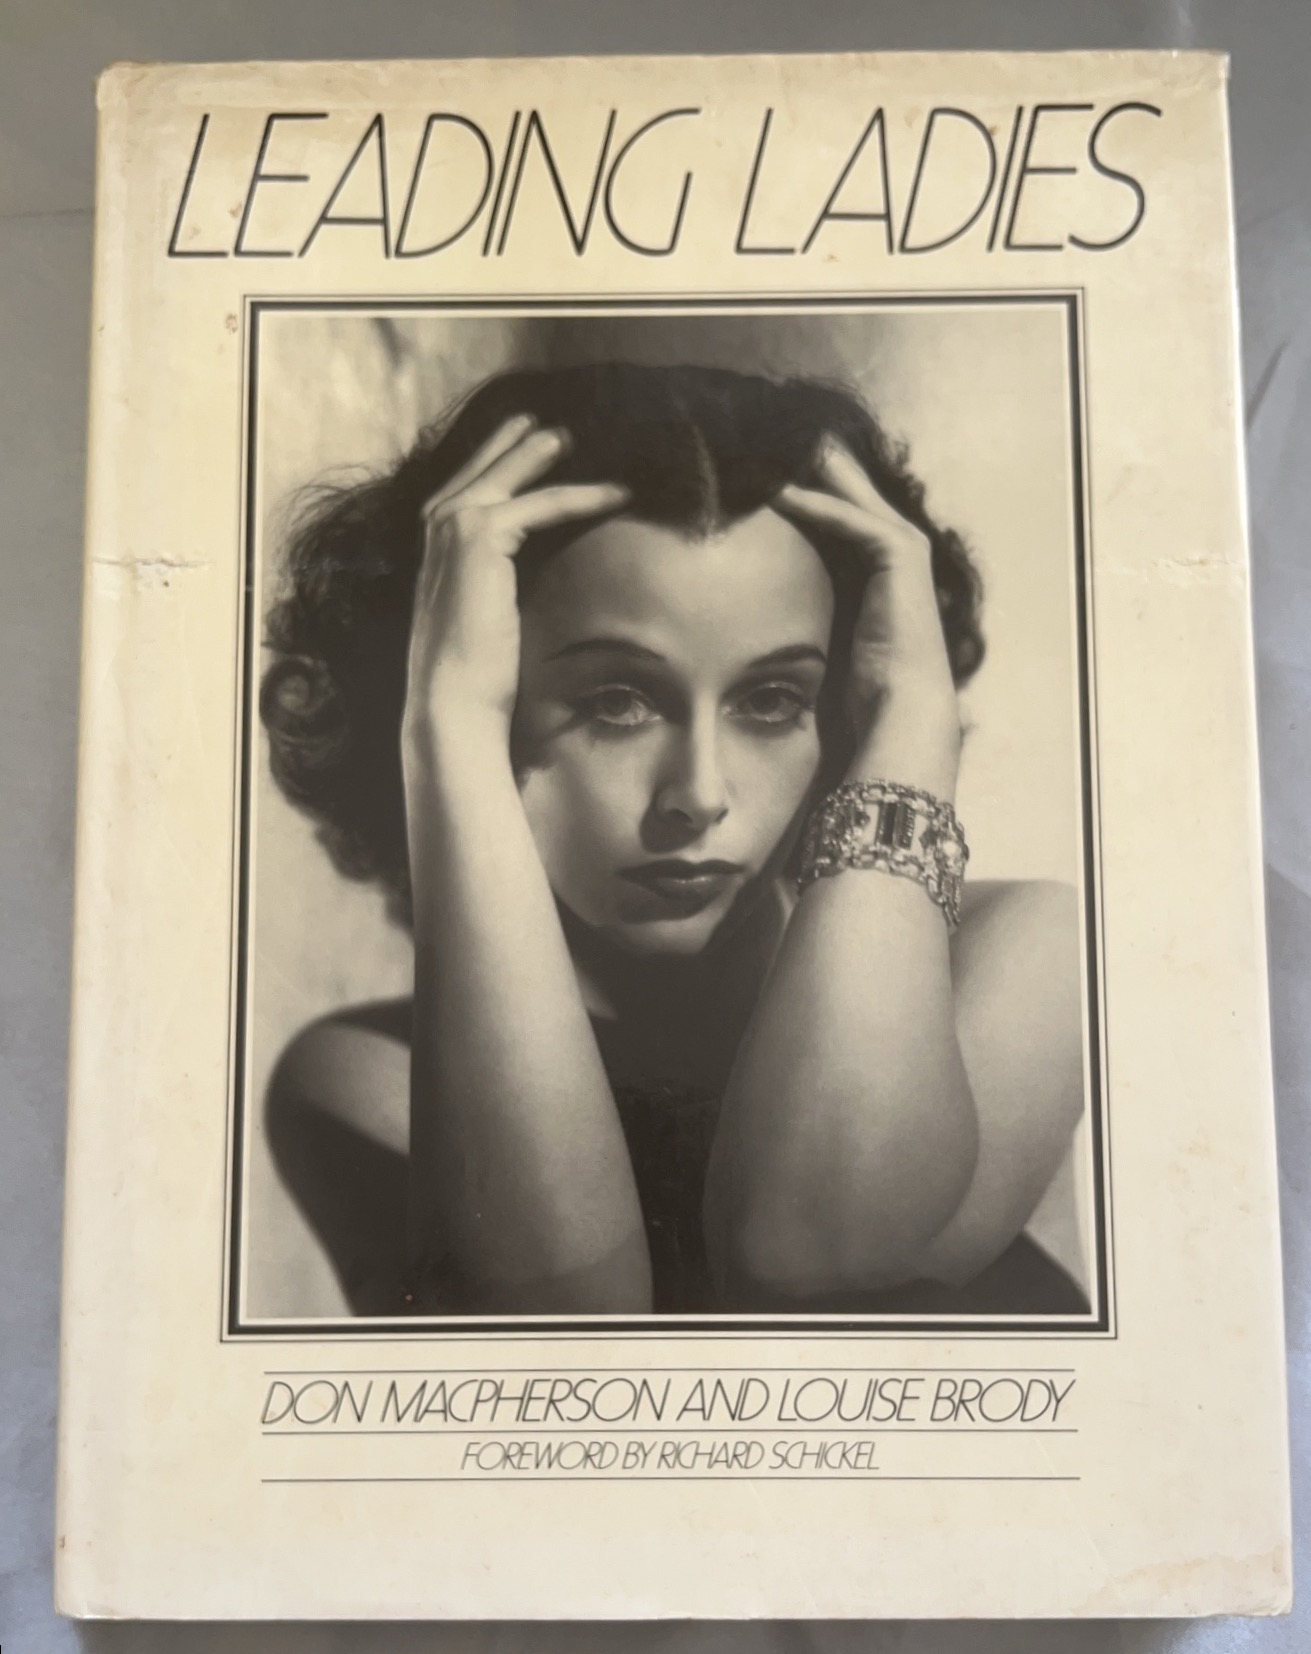 LEADING LADIES
DON MACPHERSON AND LOUISE BRODY
FOREWORD BY RICHARD SCHICKEL